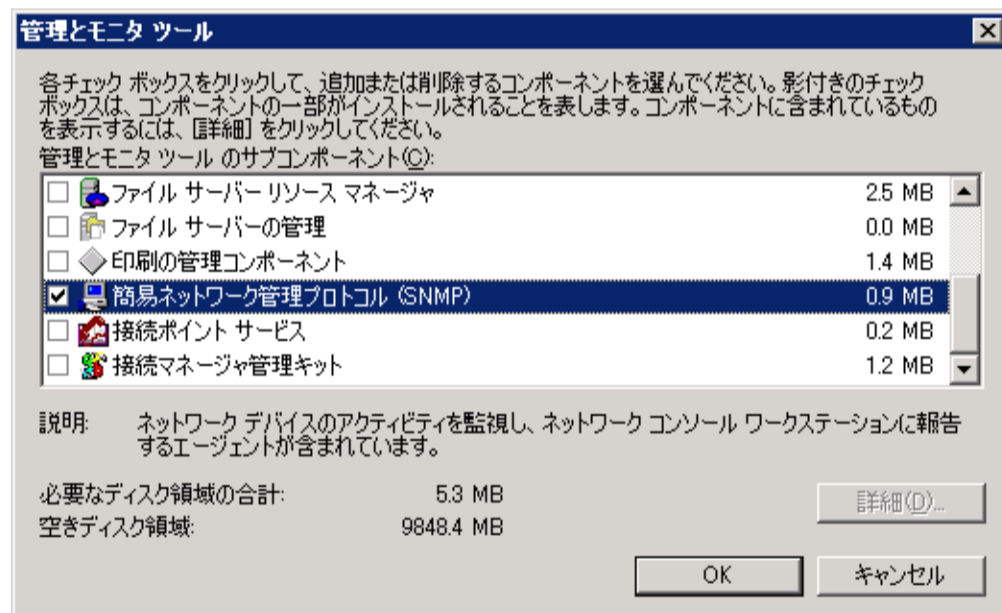 管理とモニタ ツール
各チェック ボックスをクリックして、追加または削除するコンポーネントを選んでください。影付きのチェック
ボックスは、コンポーネントの一部がインストールされることを表します。コンポーネントに含まれているもの
を表示するには、[詳細] をクリックしてください。
管理とモニタ ツール のサブコンポーネント(C):
ファイル サーバー リソース マネージャ 2.5 MB
ファイル サーバーの管理 0.0 MB
印刷の管理コンポーネント 1.4 MB
簡易ネットワーク管理プロトコル (SNMP) 0.9 MB
接続ポイント サービス 0.2 MB
接続マネージャ管理キット 1.2 MB
説明: ネットワーク デバイスのアクティビティを監視し、ネットワーク コンソール ワークステーションに報告
するエージェントが含まれています。
必要なディスク領域の合計: 5.3 MB
空きディスク領域: 9848.4 MB
詳細(D)...
OK キャンセル